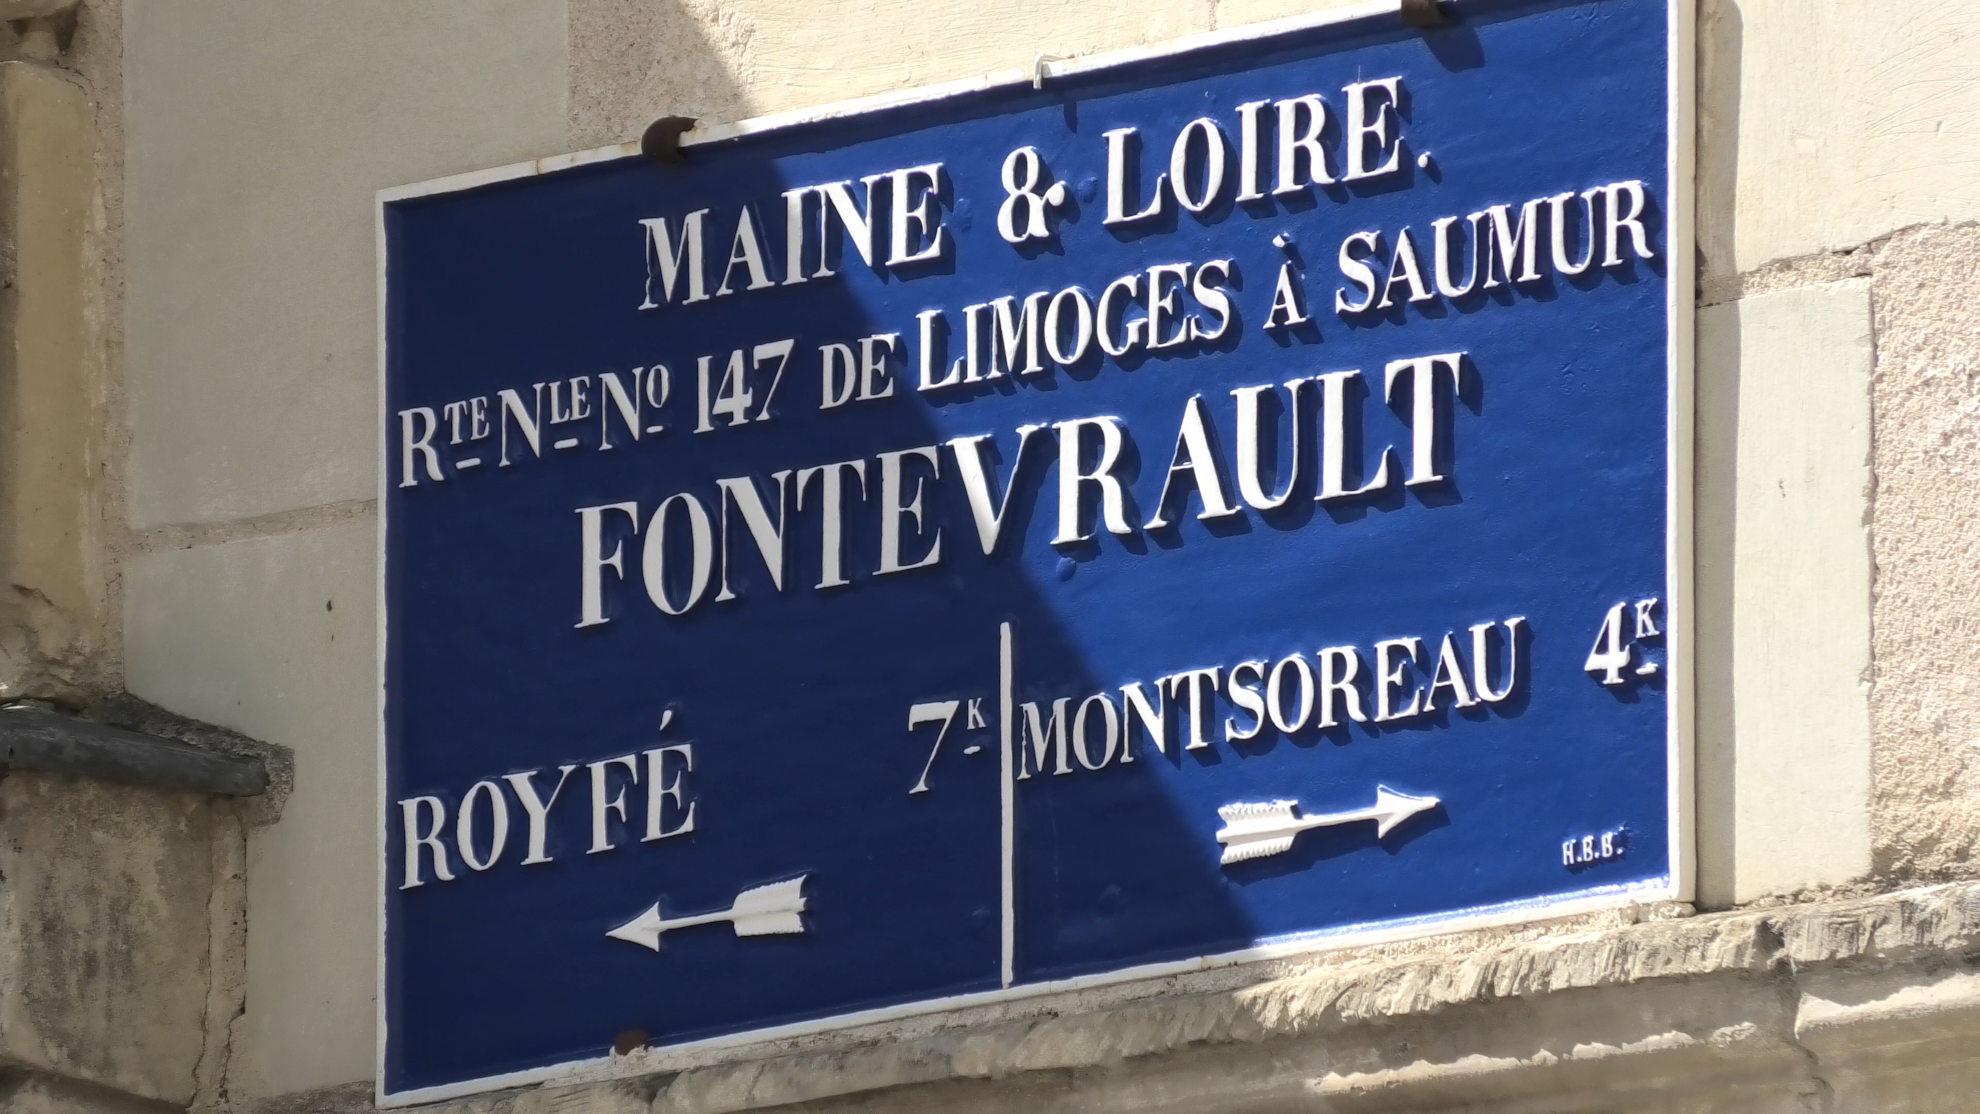 MAINE & LOIRE.
RTE NLE NO 147 DE LIMOGES À SAUMUR
FONTEVRAULT
ROYFÉ 7K
MONTSOREAU 4K
H.B.B.